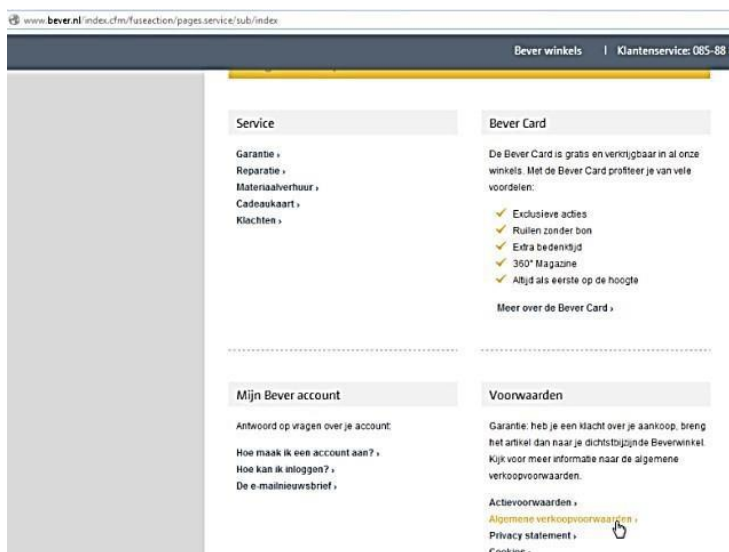 www.bever.nl/index.cfm/fuseaction/pages.service/sub/index
Bever winkels | Klantenservice: 085-88
Service
Garantie ›
Reparatie ›
Materiaalverhuur ›
Cadeaukaart ›
Klachten ›
Bever Card
De Bever Card is gratis en verkrijgbaar in al onze
winkels. Met de Bever Card profiteer je van vele
voordelen:
✓ Exclusieve acties
✓ Ruilen zonder bon
✓ Extra bedenktijd
✓ 360° Magazine
✓ Altijd als eerste op de hoogte
Meer over de Bever Card ›
Mijn Bever account
Antwoord op vragen over je account:
Hoe maak ik een account aan? ›
Hoe kan ik inloggen? ›
De e-mailnieuwsbrief ›
Voorwaarden
Garantie: heb je een klacht over je aankoop, breng
het artikel dan naar je dichtstbijzijnde Beverwinkel.
Kijk voor meer informatie naar de algemene
verkoopvoorwaarden.
Actievoorwaarden ›
Algemene verkoopvoorwaarden ›
Privacy statement ›
Cookies ›